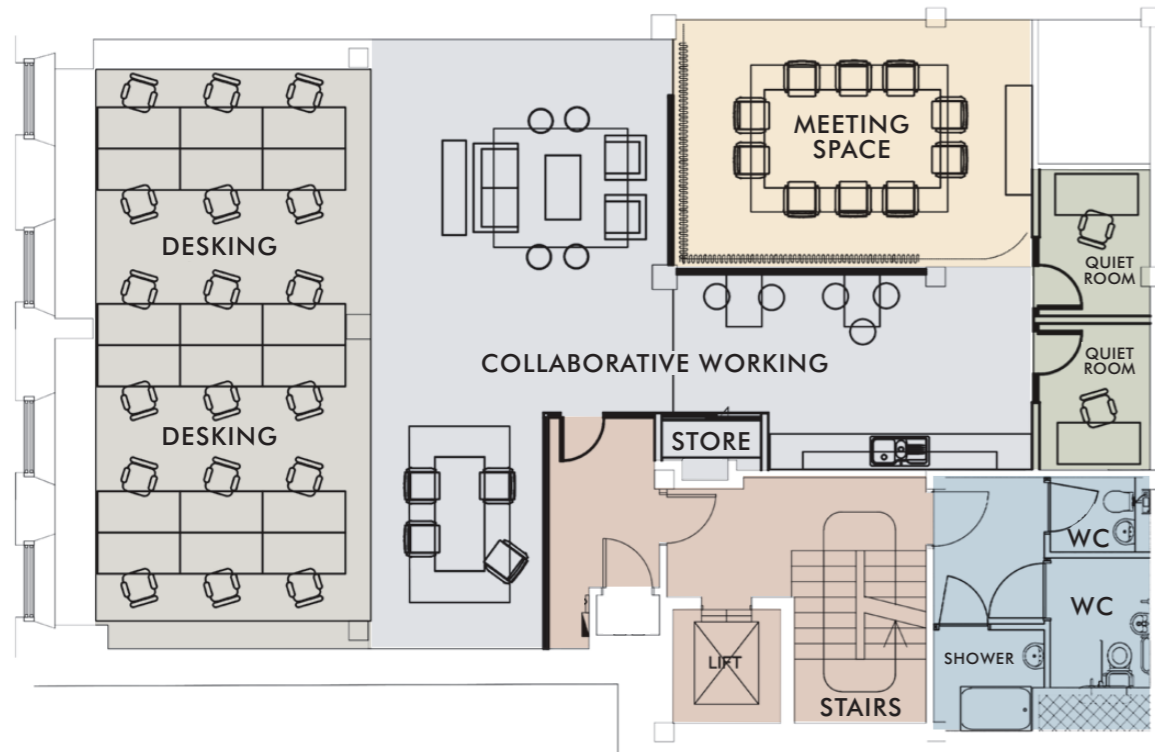 MEETING
SPACE
DESKING
QUIET
ROOM
COLLABORATIVE WORKING
QUIET
ROOM
DESKING
STORE
WC
WC
LIFT
SHOWER
STAIRS